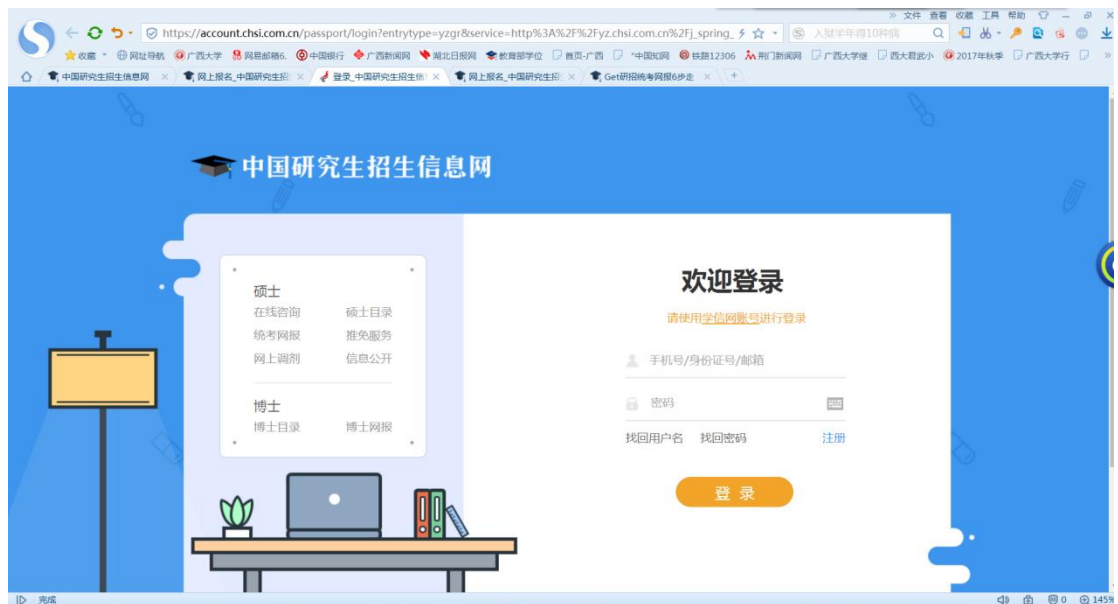 » 文件 查看 收藏 工具 帮助
https://account.chsi.com.cn/passport/login?entrytype=yzgr&service=http%3A%2F%2Fyz.chsi.com.cn%2Fj_spring_
入狱半年得10种病
收藏 网址导航 广西大学 网易邮箱6. 中国银行 广西新闻网 湖北日报网 教育部学位 首页-广西 “中国知网 铁路12306 荆门新闻网 广西大学继 西大君武小 2017年秋季 广西大学行 »
中国研究生招生信息网 网上报名_中国研究生招 登录_中国研究生招生信 网上报名_中国研究生招 Get研招统考网报6步走
中国研究生招生信息网
硕士
在线咨询 硕士目录
统考网报 推免服务
网上调剂 信息公开
博士
博士目录 博士网报
欢迎登录
请使用学信网账号进行登录
手机号/身份证号/邮箱
密码
找回用户名 找回密码 注册
登 录
完成 0 145%